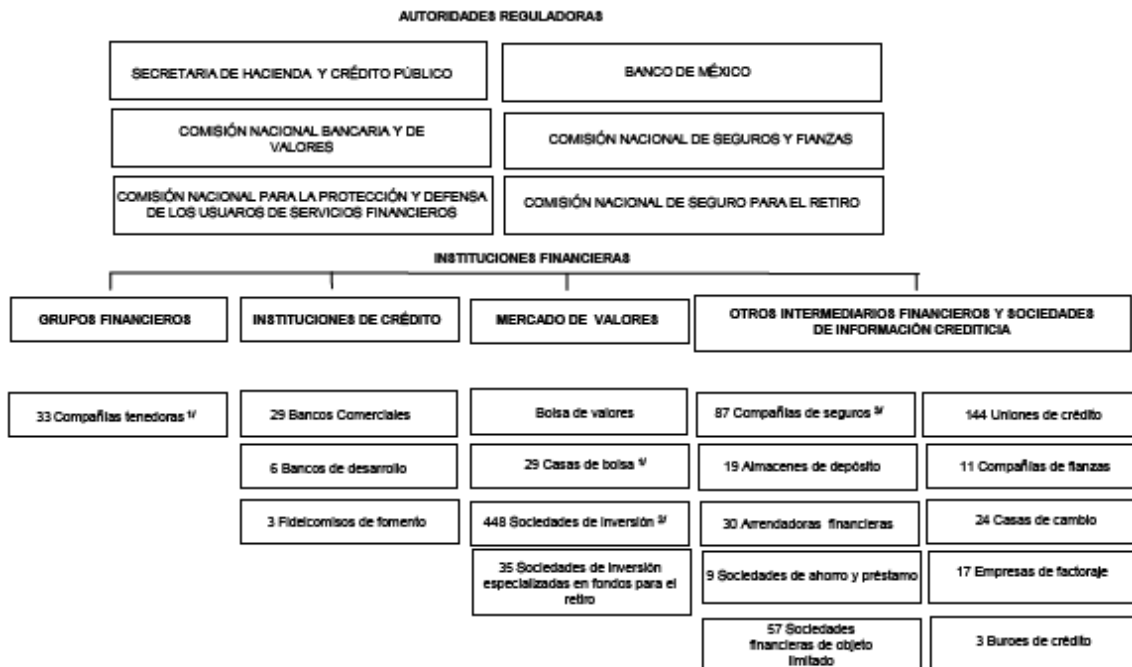 AUTORIDADES REGULADORAS
SECRETARIA DE HACIENDA Y CRÉDITO PÚBLICO
BANCO DE MÉXICO
COMISIÓN NACIONAL BANCARIA Y DE
VALORES
COMISIÓN NACIONAL DE SEGUROS Y FIANZAS
COMISIÓN NACIONAL PARA LA PROTECCIÓN Y DEFENSA
DE LOS USUAROS DE SERVICIOS FINANCIEROS
COMISIÓN NACIONAL DE SEGURO PARA EL RETIRO
INSTITUCIONES FINANCIERAS
GRUPOS FINANCIEROS
INSTITUCIONES DE CRÉDITO
MERCADO DE VALORES
OTROS INTERMEDIARIOS FINANCIEROS Y SOCIEDADES
DE INFORMACIÓN CREDITICIA
33 Compañías tenedoras 1/
29 Bancos Comerciales
Bolsa de valores
87 Compañías de seguros 3/
144 Uniones de crédito
6 Bancos de desarrollo
29 Casas de bolsa 1/
19 Almacenes de depósito
11 Compañías de fianzas
3 Fideicomisos de fomento
448 Sociedades de inversión 2/
30 Arrendadoras financieras
24 Casas de cambio
35 Sociedades de inversión
especializadas en fondos para el
retiro
9 Sociedades de ahorro y préstamo
17 Empresas de factoraje
57 Sociedades
financieras de objeto
limitado
3 Buroes de crédito